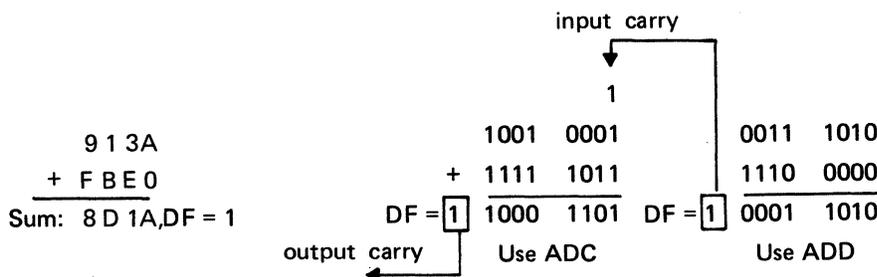 input carry
1
9 1 3A 1001 0001 0011 1010
+ F B E 0 + 1111 1011 1110 0000
Sum: 8 D 1A,DF = 1 DF = 1 1000 1101 DF = 1 0001 1010
output carry Use ADC Use ADD